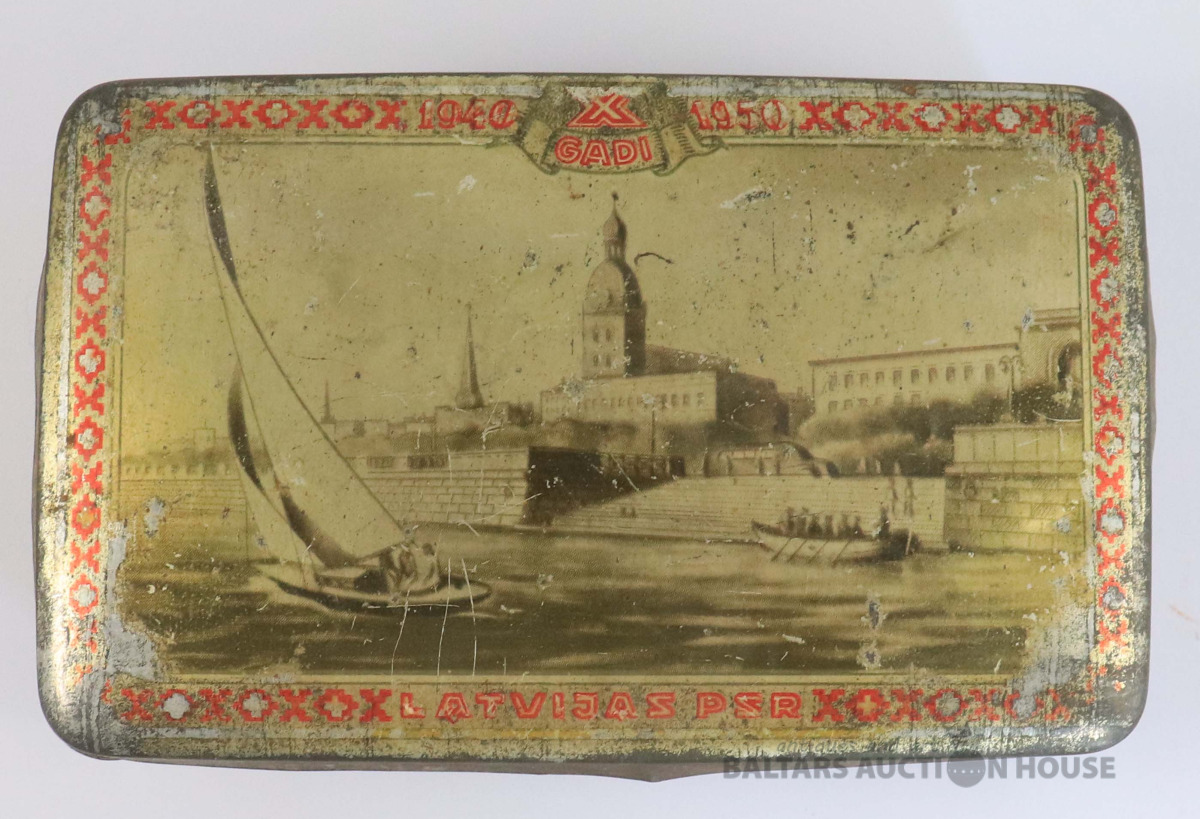 1940 X 1950
GADI
LATVIJAS PSR
BALTARS AUCTION HOUSE